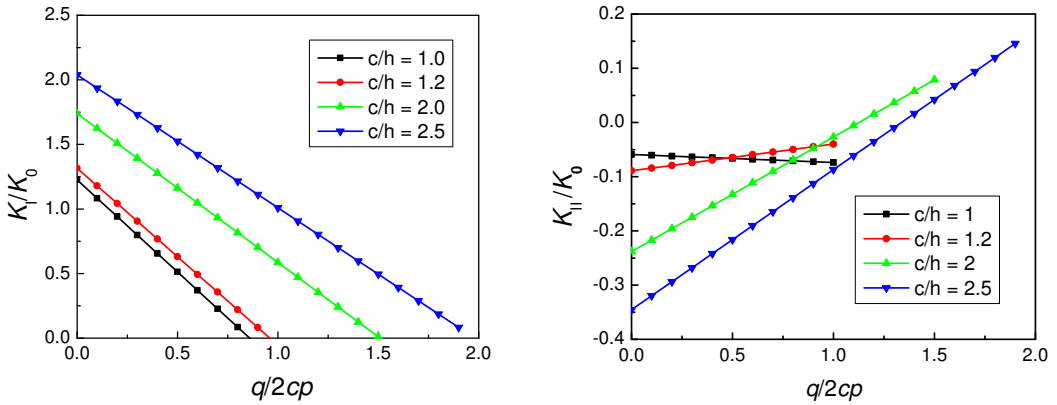 2.5
2.0
1.5
1.0
0.5
0.0
K_I/K_0
c/h = 1.0
c/h = 1.2
c/h = 2.0
c/h = 2.5
0.0 0.5 1.0 1.5 2.0
q/2cp
0.2
0.1
0.0
-0.1
-0.2
-0.3
-0.4
K_II/K_0
c/h = 1
c/h = 1.2
c/h = 2
c/h = 2.5
0.0 0.5 1.0 1.5 2.0
q/2cp